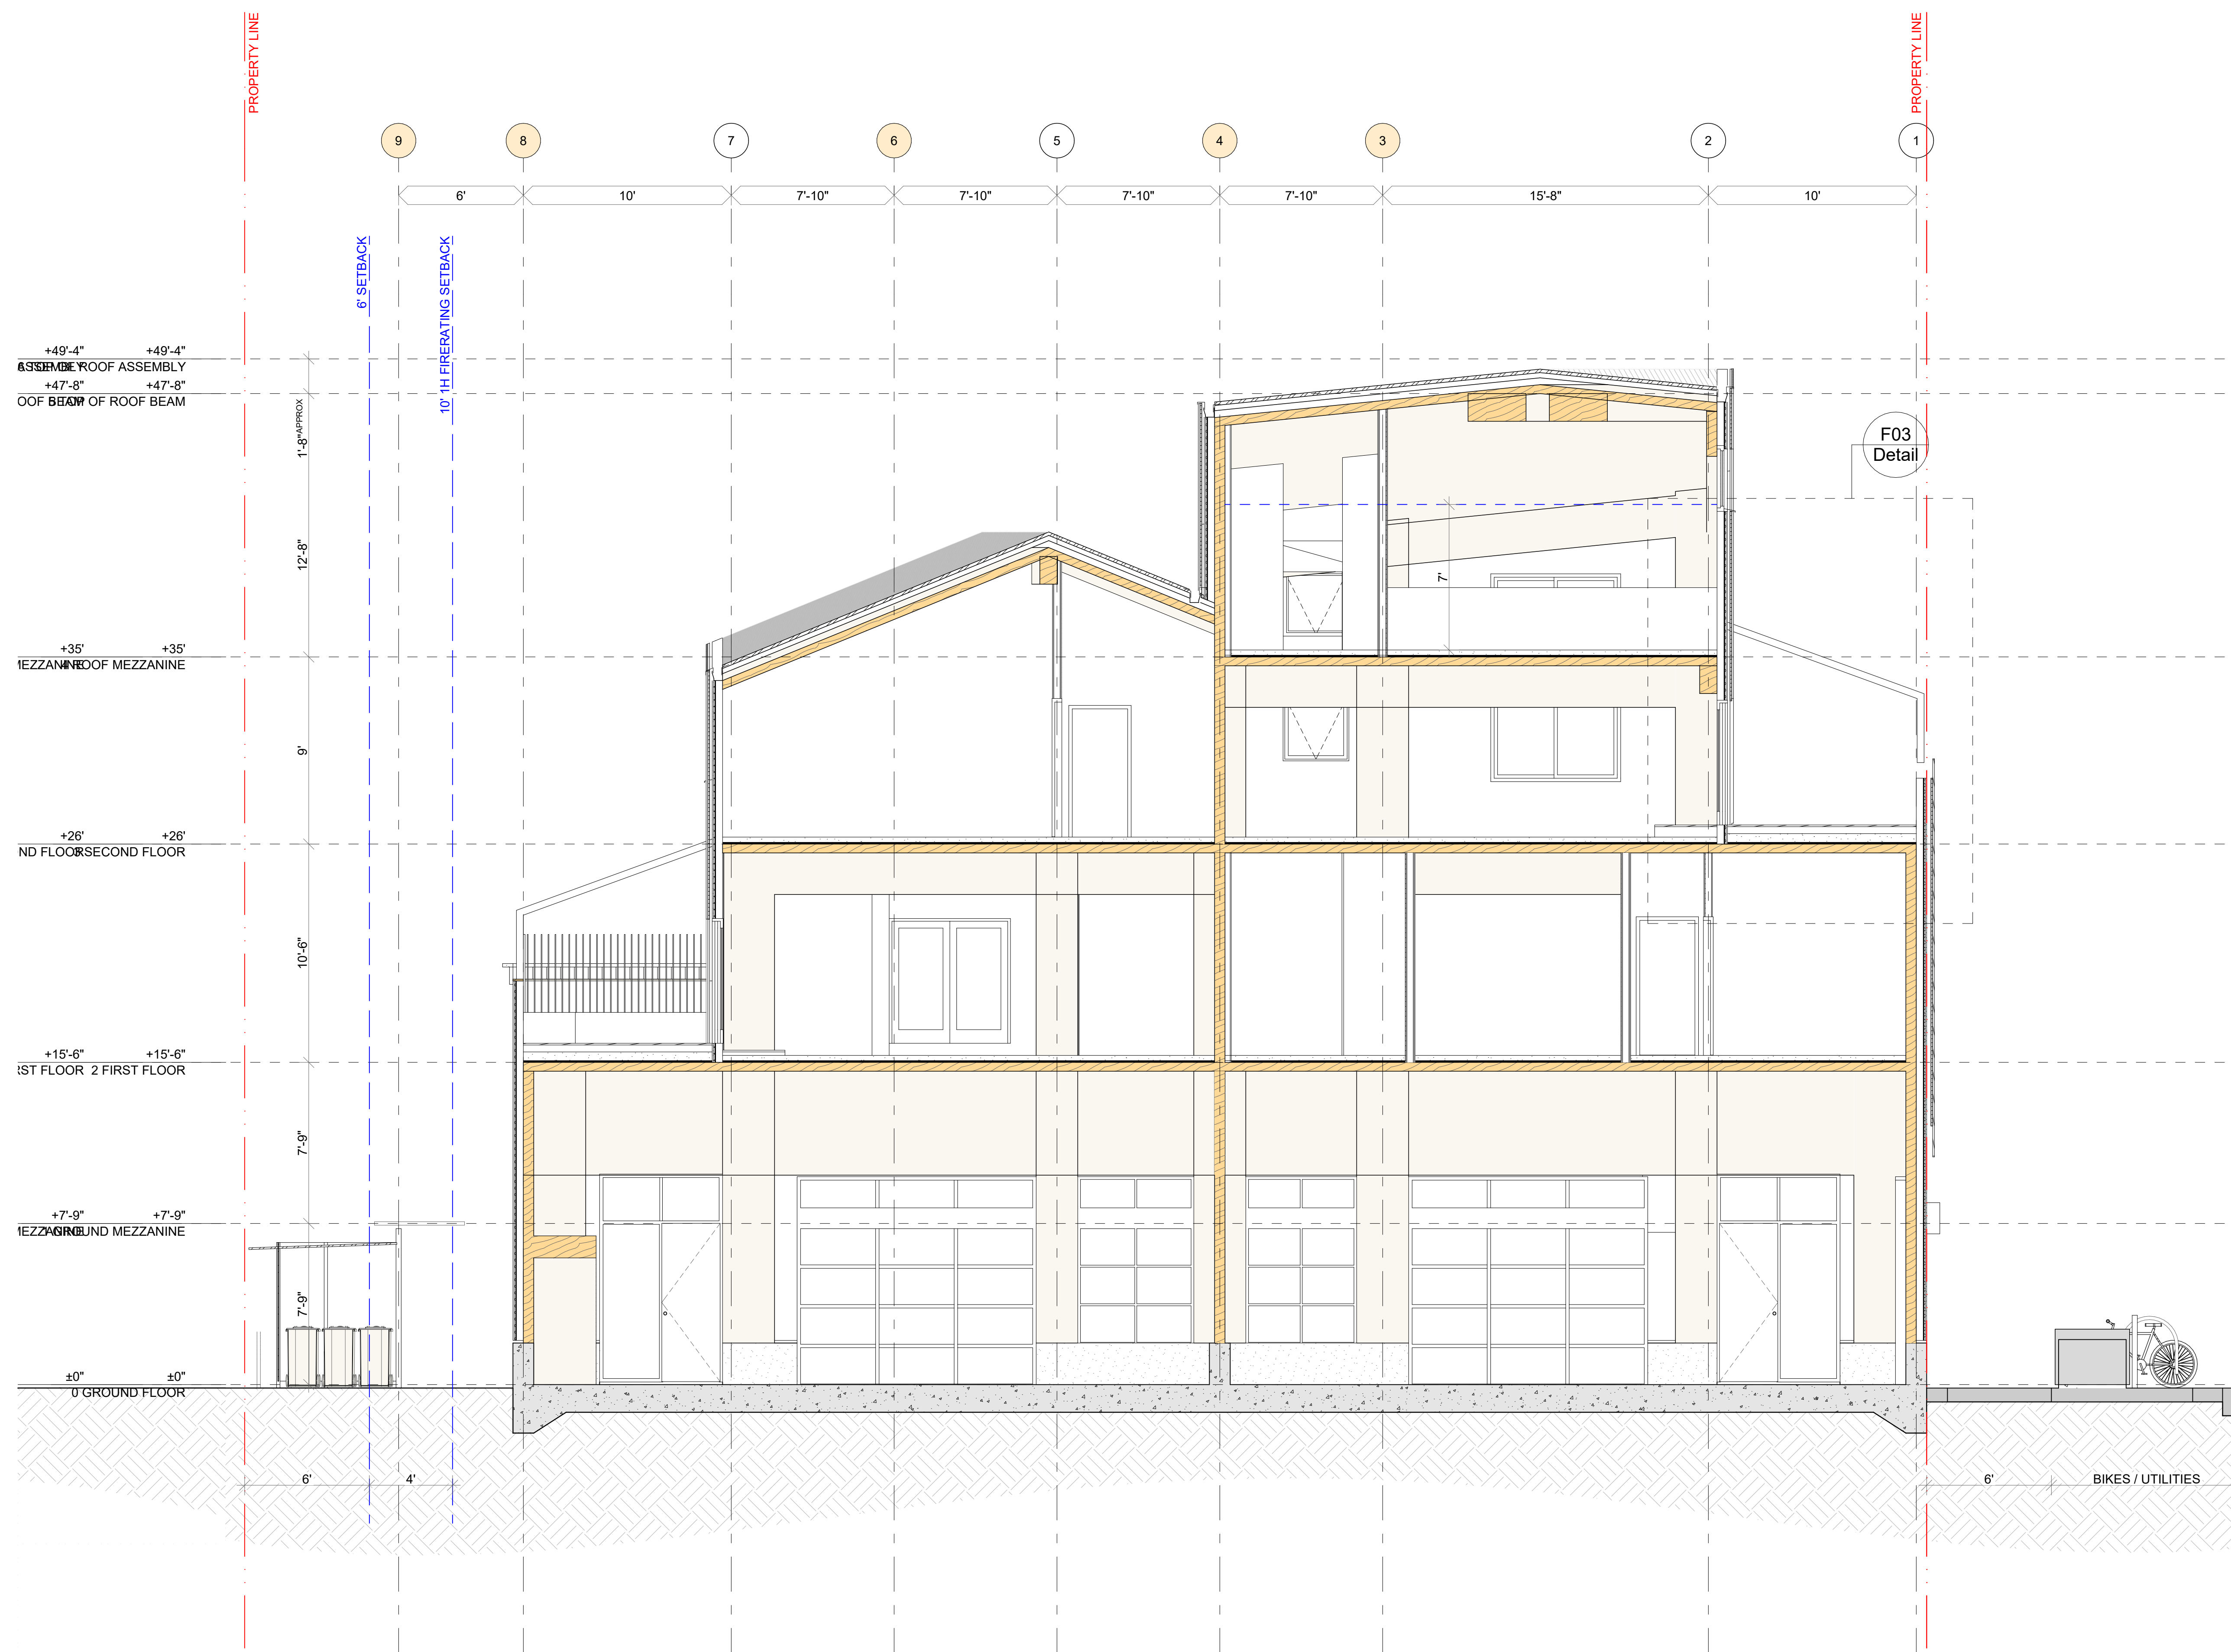 PROPERTY LINE
PROPERTY LINE
9
8
7
6
5
4
3
2
1
6'
10'
7'-10"
7'-10"
7'-10"
7'-10"
15'-8"
10'
6' SETBACK
10' 1H FIRERATING SETBACK
+49'-4" +49'-4"
ROOF ASSEMBLY
+47'-8" +47'-8"
TOP OF ROOF BEAM
1'-8" APPROX
F03
Detail
12'-8"
7'
+35' +35'
4 ROOF MEZZANINE
9'
+26' +26'
SECOND FLOOR
10'-6"
+15'-6" +15'-6"
RST FLOOR 2 FIRST FLOOR
7'-9"
+7'-9" +7'-9"
GROUND MEZZANINE
7'-9"
±0" ±0"
0 GROUND FLOOR
6'
4'
6'
BIKES / UTILITIES